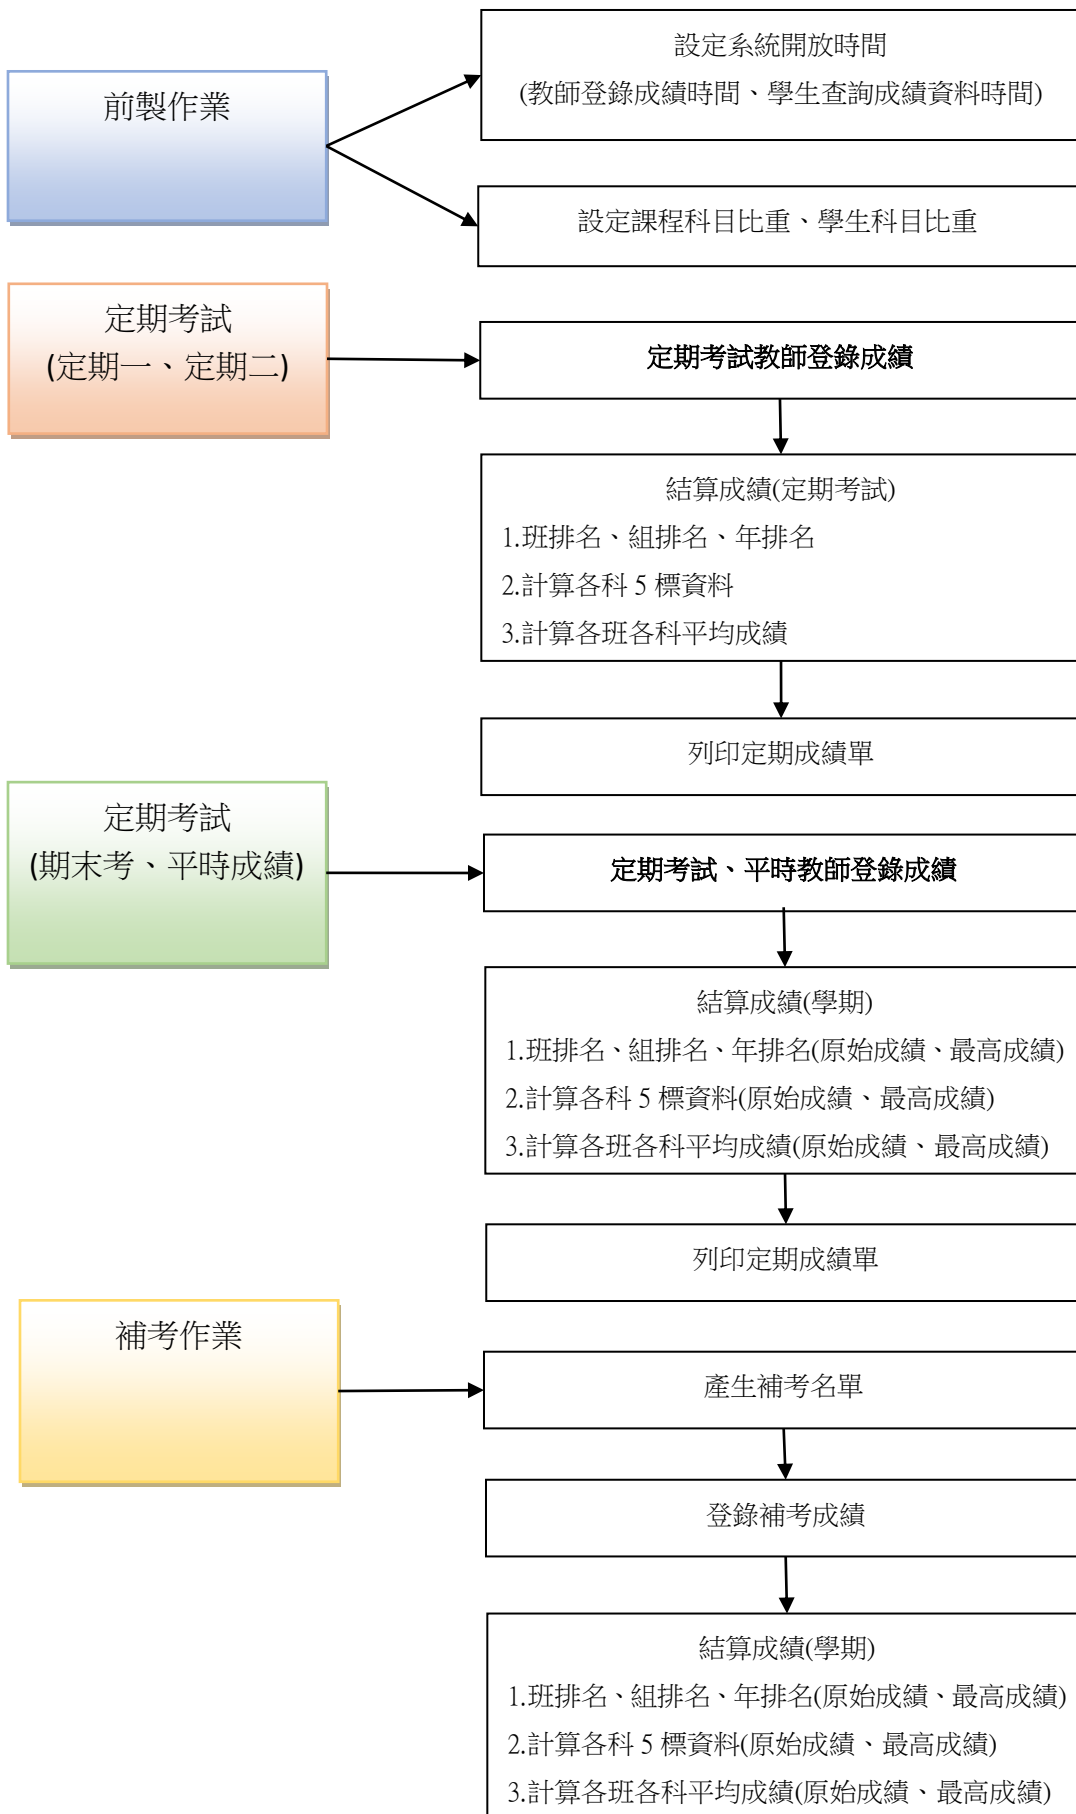 前製作業
設定系統開放時間
(教師登錄成績時間、學生查詢成績資料時間)
設定課程科目比重、學生科目比重
定期考試
(定期一、定期二)
定期考試教師登錄成績
結算成績(定期考試)
1.班排名、組排名、年排名
2.計算各科 5 標資料
3.計算各班各科平均成績
列印定期成績單
定期考試
(期末考、平時成績)
定期考試、平時教師登錄成績
結算成績(學期)
1.班排名、組排名、年排名(原始成績、最高成績)
2.計算各科 5 標資料(原始成績、最高成績)
3.計算各班各科平均成績(原始成績、最高成績)
列印定期成績單
補考作業
產生補考名單
登錄補考成績
結算成績(學期)
1.班排名、組排名、年排名(原始成績、最高成績)
2.計算各科 5 標資料(原始成績、最高成績)
3.計算各班各科平均成績(原始成績、最高成績)